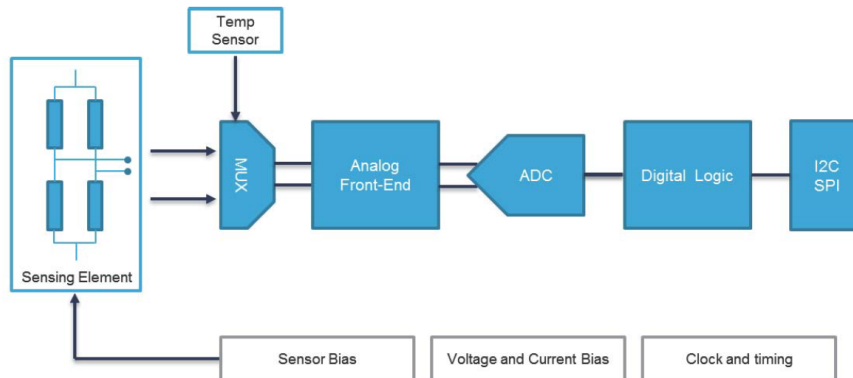 Temp
Sensor
MUX
Analog
Front-End
ADC
Digital Logic
I2C
SPI
Sensing Element
Sensor Bias
Voltage and Current Bias
Clock and timing